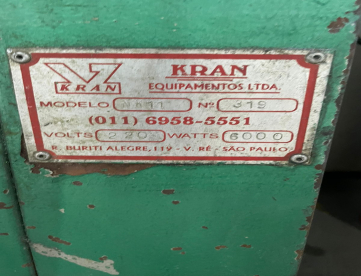 KRAN
KRAN
EQUIPAMENTOS LTDA.
MODELO Nº 319
(011) 6958-5551
VOLTS 220 WATTS 6000
R. BURITI ALEGRE, 119 - V. RÉ - SÃO PAULO